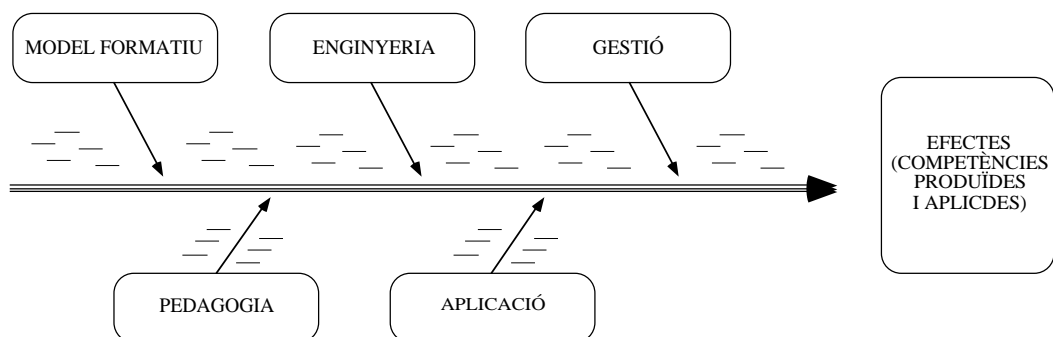 MODEL FORMATIU
ENGINYERIA
GESTIÓ
EFECTES
(COMPETÈNCIES
PRODUÏDES
I APLICDES)
PEDAGOGIA
APLICACIÓ